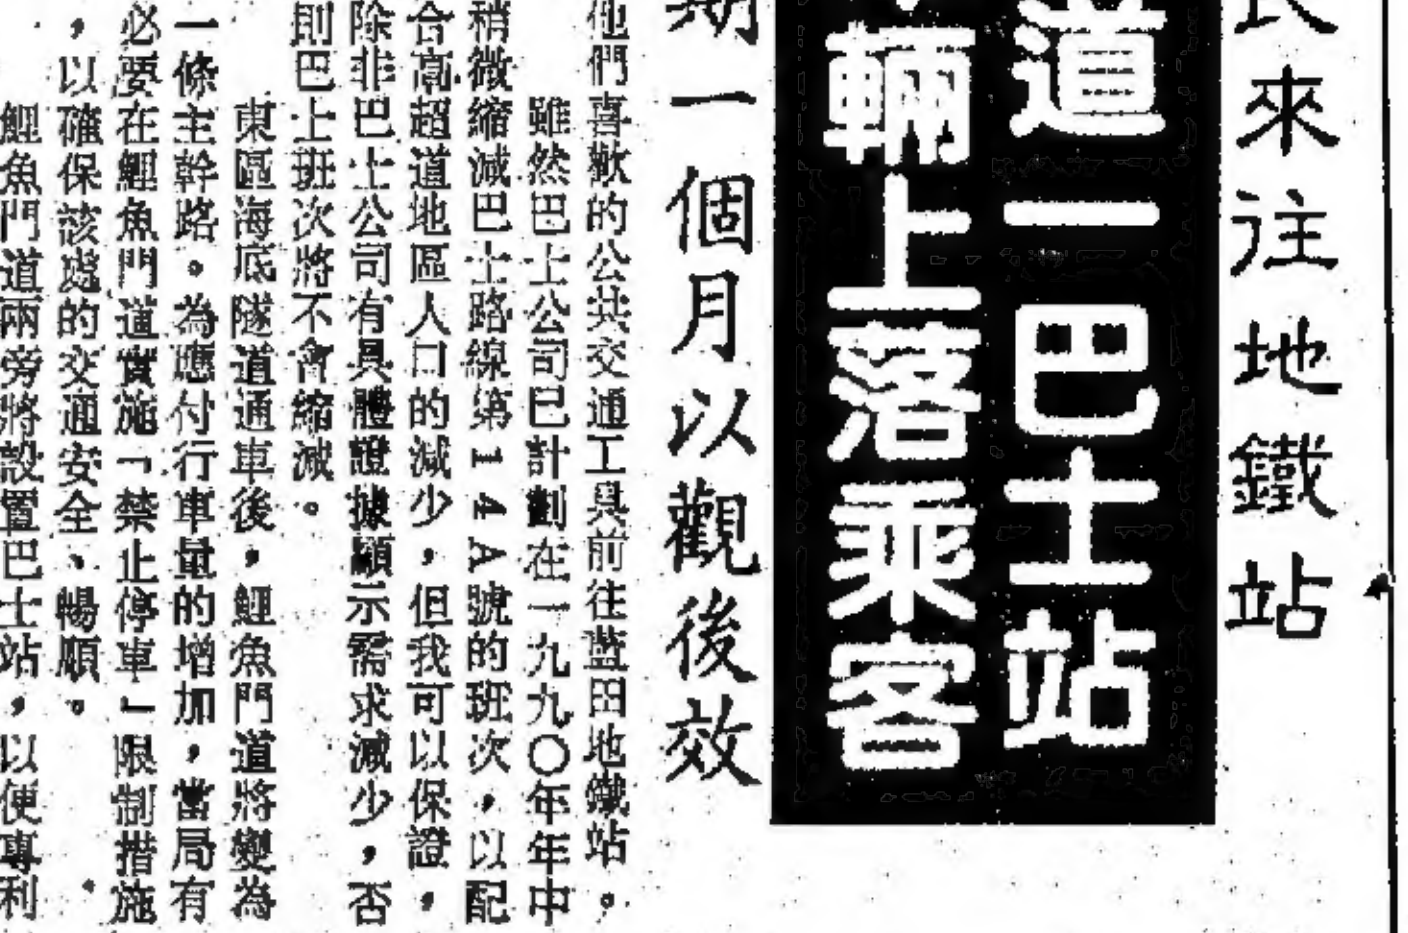 來往地鐵站
道一巴士站
輛上落乘客
期一個月以觀後效
他們喜歡的公共交通工具前往藍田地鐵站。
雖然巴士公司已計劃在一九九〇年年中
稍微縮減巴士路線第14A號的班次，以配
合高超道地區人口的減少，但我可以保證，
除非巴士公司有具體證據顯示需求減少，否
則巴士班次將不會縮減。
東區海底隧道通車後，鯉魚門道將變為
一條主幹路。為應付行車量的增加，當局有
必要在鯉魚門道實施「禁止停車」限制措施
，以確保該處的交通安全、暢順。
鯉魚門道兩旁將設置巴士站，以便專利